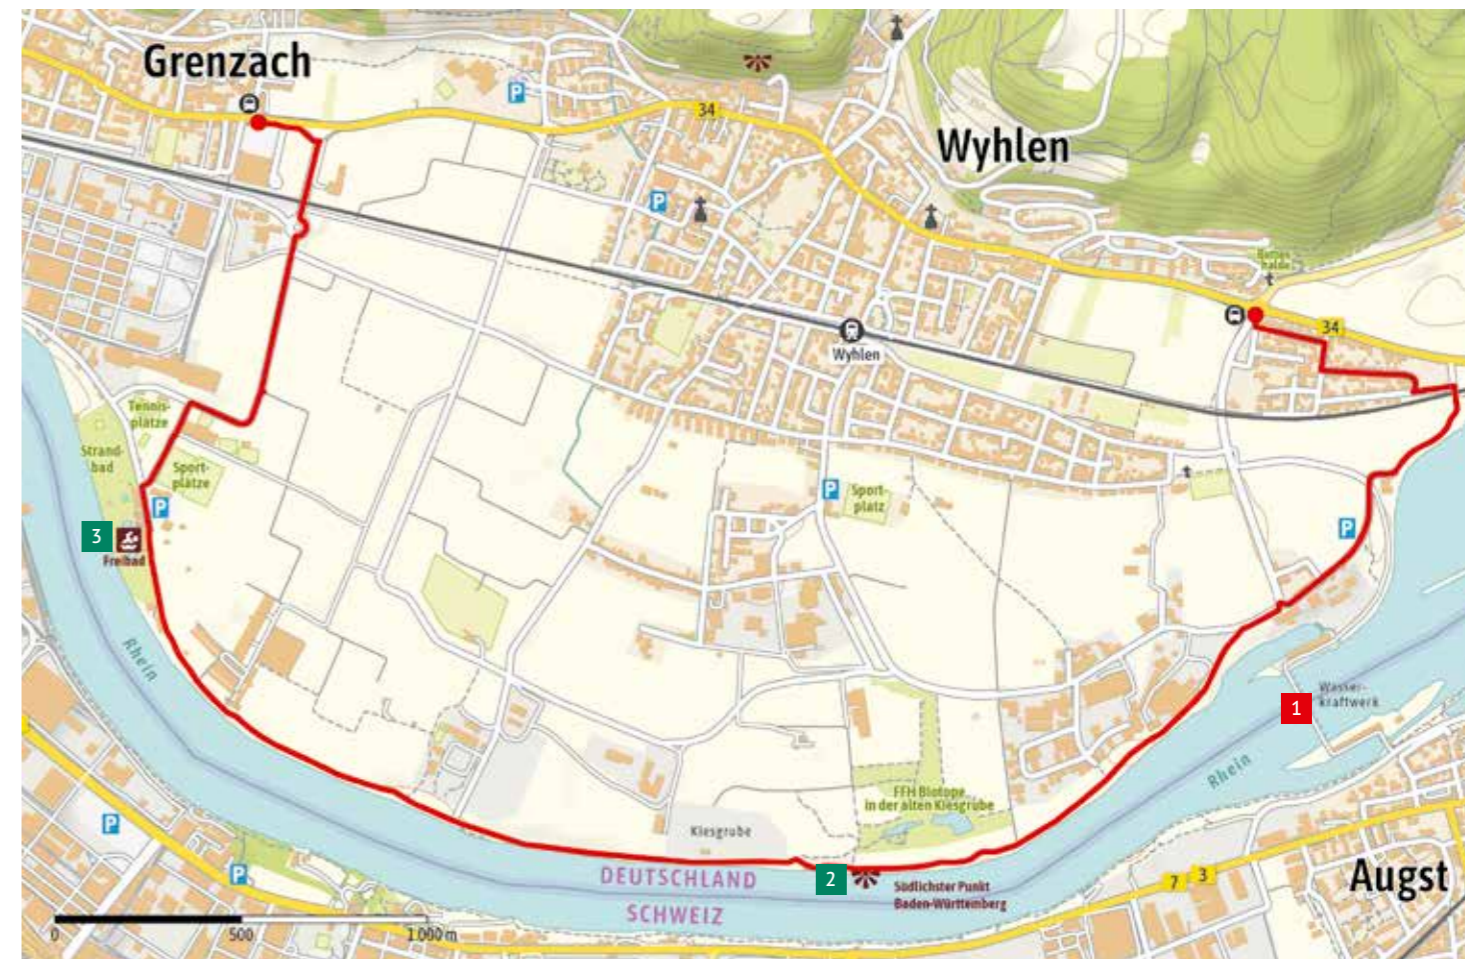 Grenzach
P
34
Wyhlen
P
34
Wyhlen
Tennis-
plätze
Strand-
bad
Sport-
plätze
P
P
Sport-
platz
P
3
Freibad
Rhein
1
Wasser-
kraftwerk
Rhein
FFH Biotope
in der alten Kiesgrube
Kiesgrube
P
P
DEUTSCHLAND
2
Südlichster Punkt
Baden-Württemberg
7
3
Augst
SCHWEIZ
0
500
1.000 m